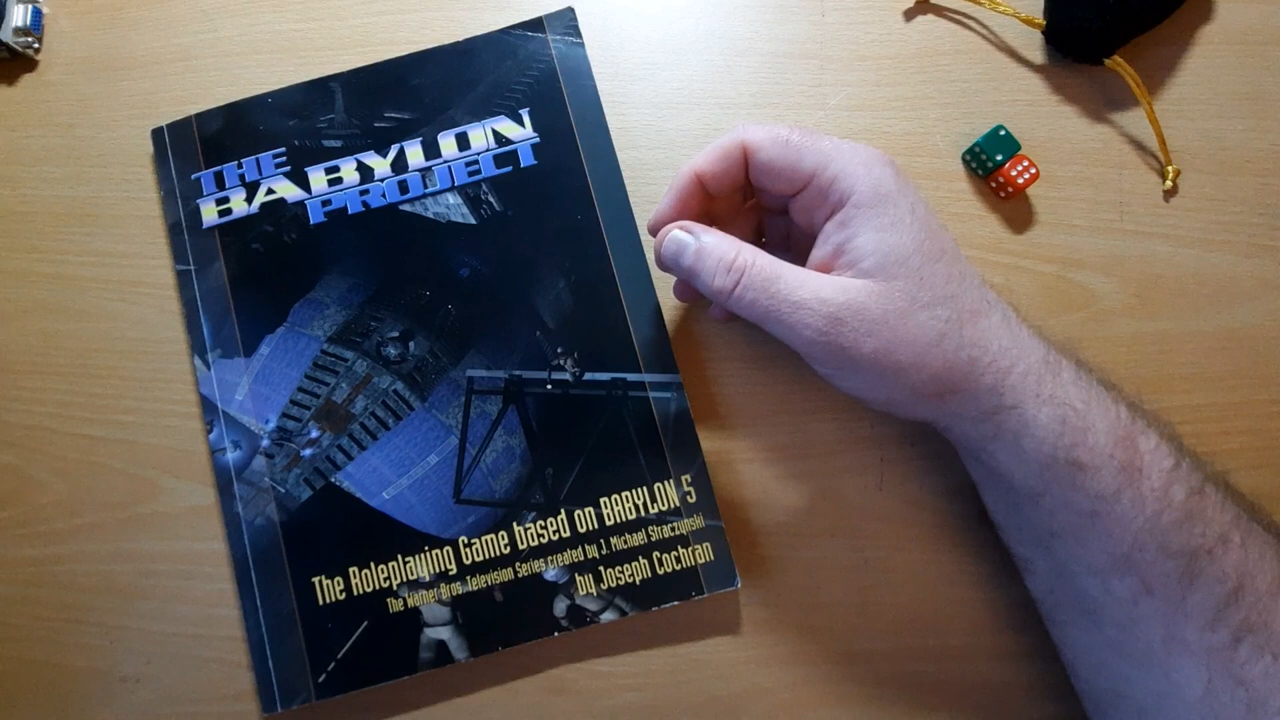 THE
BABYLON
PROJECT
The Roleplaying Game based on BABYLON 5
The Warner Bros. Television Series created by J. Michael Straczynski
by Joseph Cochran